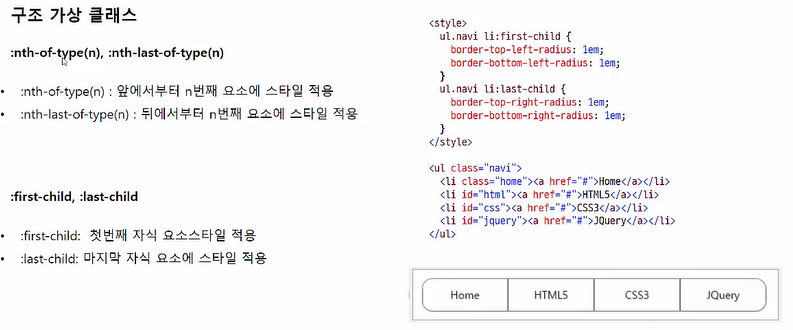 구조 가상 클래스
:nth-of-type(n), :nth-last-of-type(n)
• :nth-of-type(n) : 앞에서부터 n번째 요소에 스타일 적용
• :nth-last-of-type(n) : 뒤에서부터 n번째 요소에 스타일 적용
:first-child, :last-child
• :first-child: 첫번째 자식 요소스타일 적용
• :last-child: 마지막 자식 요소에 스타일 적용
<style>
ul.navi li:first-child {
border-top-left-radius: 1em;
border-bottom-left-radius: 1em;
}
ul.navi li:last-child {
border-top-right-radius: 1em;
border-bottom-right-radius: 1em;
}
</style>
<ul class="navi">
<li class="home"><a href="#">Home</a></li>
<li id="html"><a href="#">HTML5</a></li>
<li id="css"><a href="#">CSS3</a></li>
<li id="jquery"><a href="#">JQuery</a></li>
</ul>
Home HTML5 CSS3 JQuery